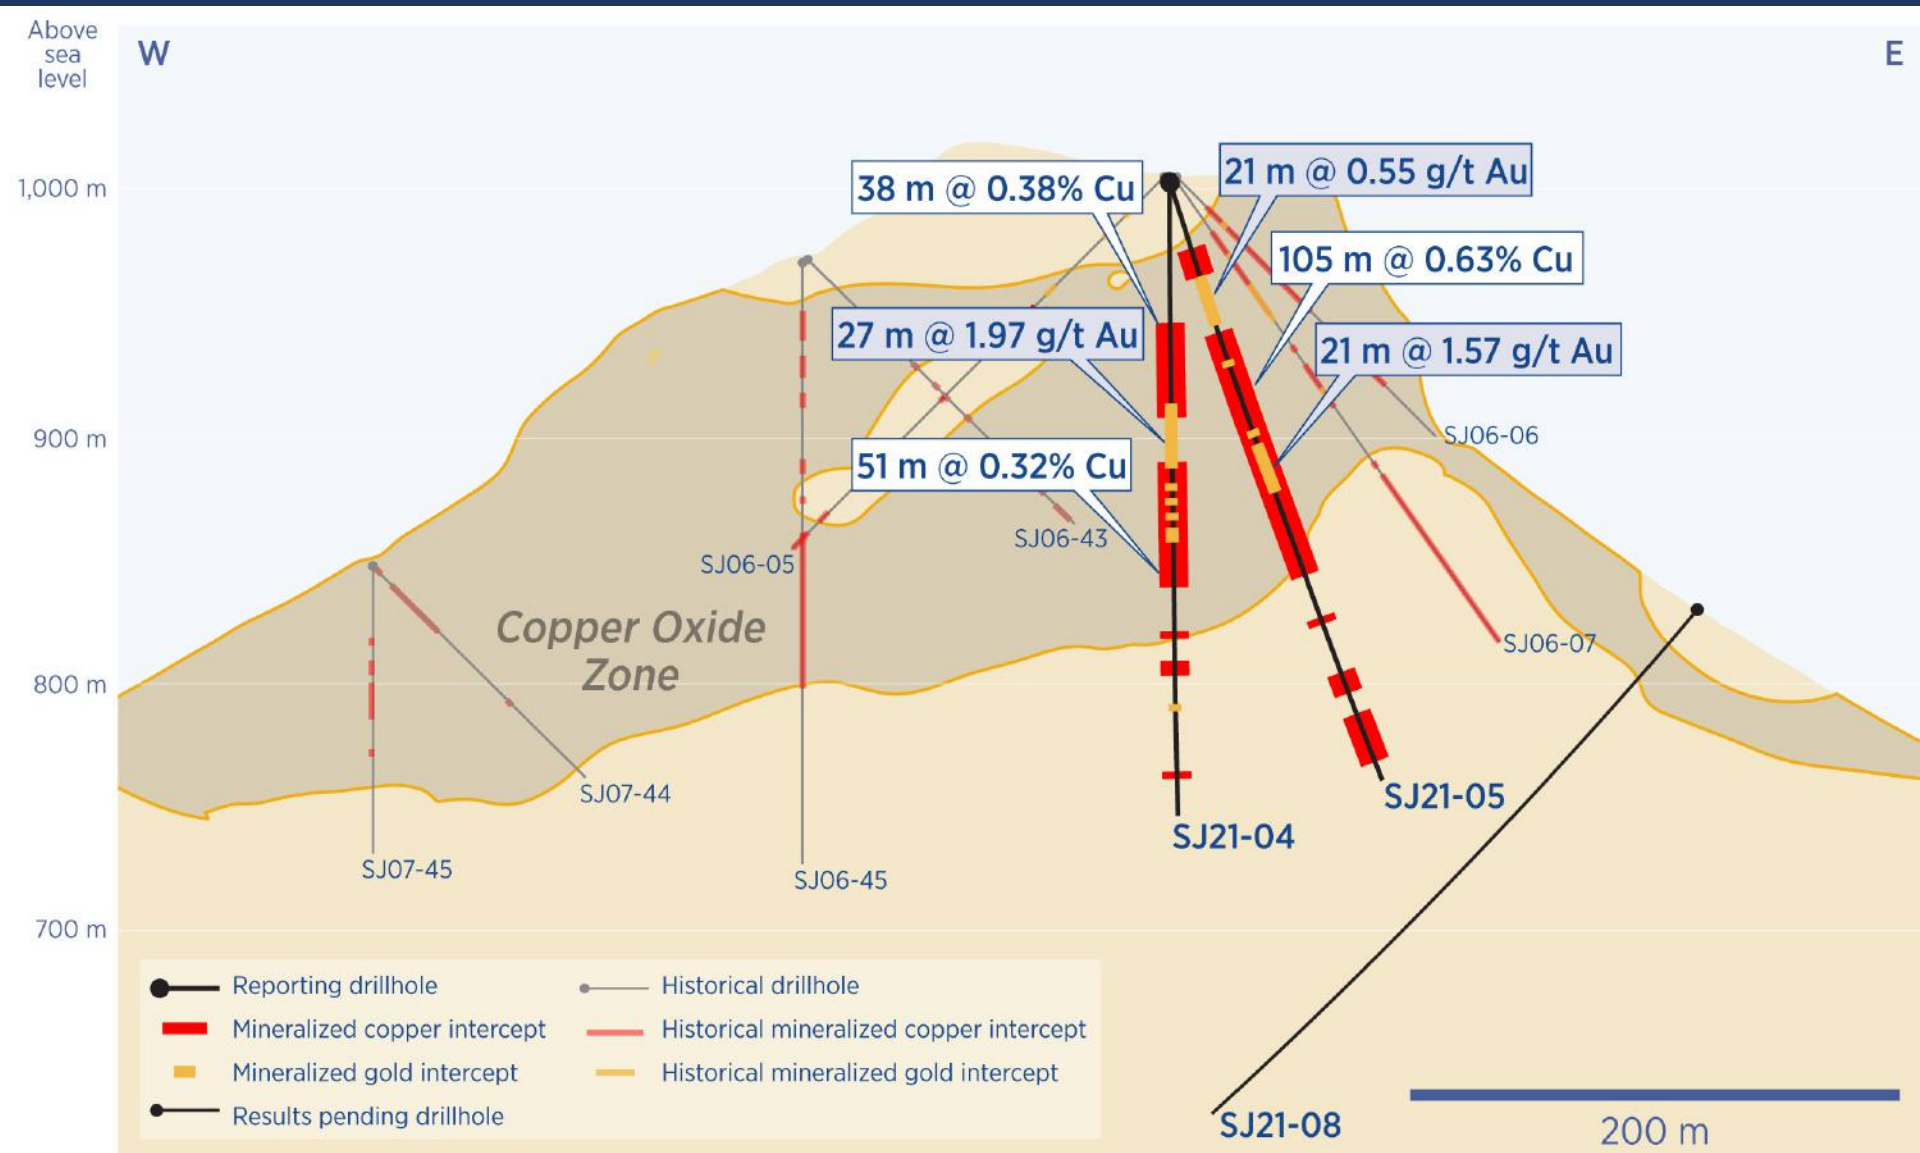 Above
sea
level
W
E
1,000 m
900 m
800 m
700 m
38 m @ 0.38% Cu
21 m @ 0.55 g/t Au
105 m @ 0.63% Cu
27 m @ 1.97 g/t Au
21 m @ 1.57 g/t Au
51 m @ 0.32% Cu
SJ06-06
SJ06-43
SJ06-05
Copper Oxide
Zone
SJ06-07
SJ07-44
SJ21-05
SJ21-04
SJ07-45
SJ06-45
Reporting drillhole
Historical drillhole
Mineralized copper intercept
Historical mineralized copper intercept
Mineralized gold intercept
Historical mineralized gold intercept
Results pending drillhole
SJ21-08
200 m